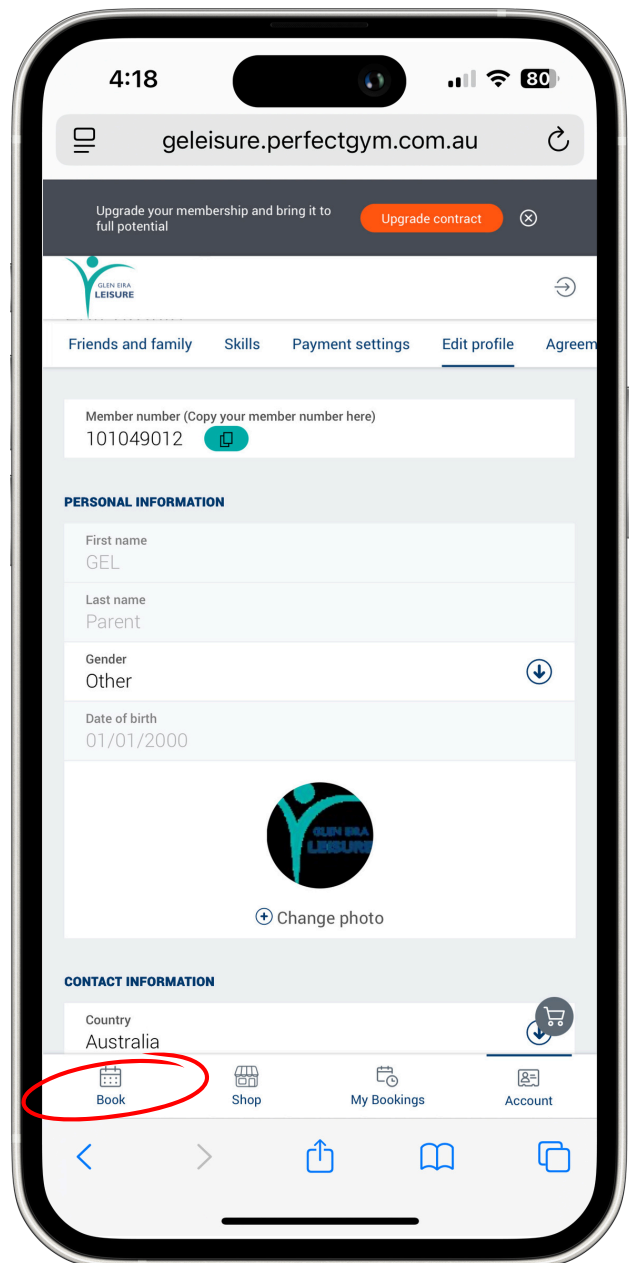 4:18
80
geleisure.perfectgym.com.au
Upgrade your membership and bring it to
full potential
Upgrade contract
GLEN EIRA
LEISURE
Friends and family Skills Payment settings Edit profile Agreem
Member number (Copy your member number here)
101049012
PERSONAL INFORMATION
First name
GEL
Last name
Parent
Gender
Other
Date of birth
01/01/2000
GLEN EIRA
LEISURE
Change photo
CONTACT INFORMATION
Country
Australia
Book Shop My Bookings Account